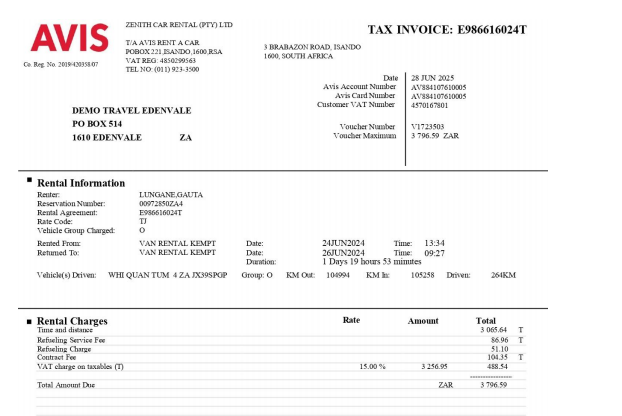 AVIS
Co. Reg. No. 2019/420358/07
ZENITH CAR RENTAL (PTY) LTD
T/A AVIS RENT A CAR
POBOX 221,ISANDO,1600,RSA
VAT REG: 4850299563
TEL NO: (011) 923-3500
3 BRABAZON ROAD, ISANDO
1600, SOUTH AFRICA
TAX INVOICE: E986616024T
Date 28 JUN 2025
Avis Account Number AV884107610005
Avis Card Number AV884107610005
Customer VAT Number 4570167801
Voucher Number V1723503
Voucher Maximum 3 796.59 ZAR
DEMO TRAVEL EDENVALE
PO BOX 514
1610 EDENVALE ZA
Rental Information
Renter: LUNGANE,GAUTA
Reservation Number: 00972850ZA4
Rental Agreement: E986616024T
Rate Code: TJ
Vehicle Group Charged: O
Rented From: VAN RENTAL KEMPT Date: 24JUN2024 Time: 13:34
Returned To: VAN RENTAL KEMPT Date: 26JUN2024 Time: 09:27
Duration: 1 Days 19 hours 53 minutes
Vehicle(s) Driven: WHI QUAN TUM 4 ZA JX39SPGP Group: O KM Out: 104994 KM In: 105258 Driven: 264KM
Rental Charges Rate Amount Total
Time and distance 3 065.64 T
Refueling Service Fee 86.96 T
Refueling Charge 51.10
Contract Fee 104.35 T
VAT charge on taxables (T) 15.00 % 3 256.95 488.54
----------------
Total Amount Due ZAR 3 796.59